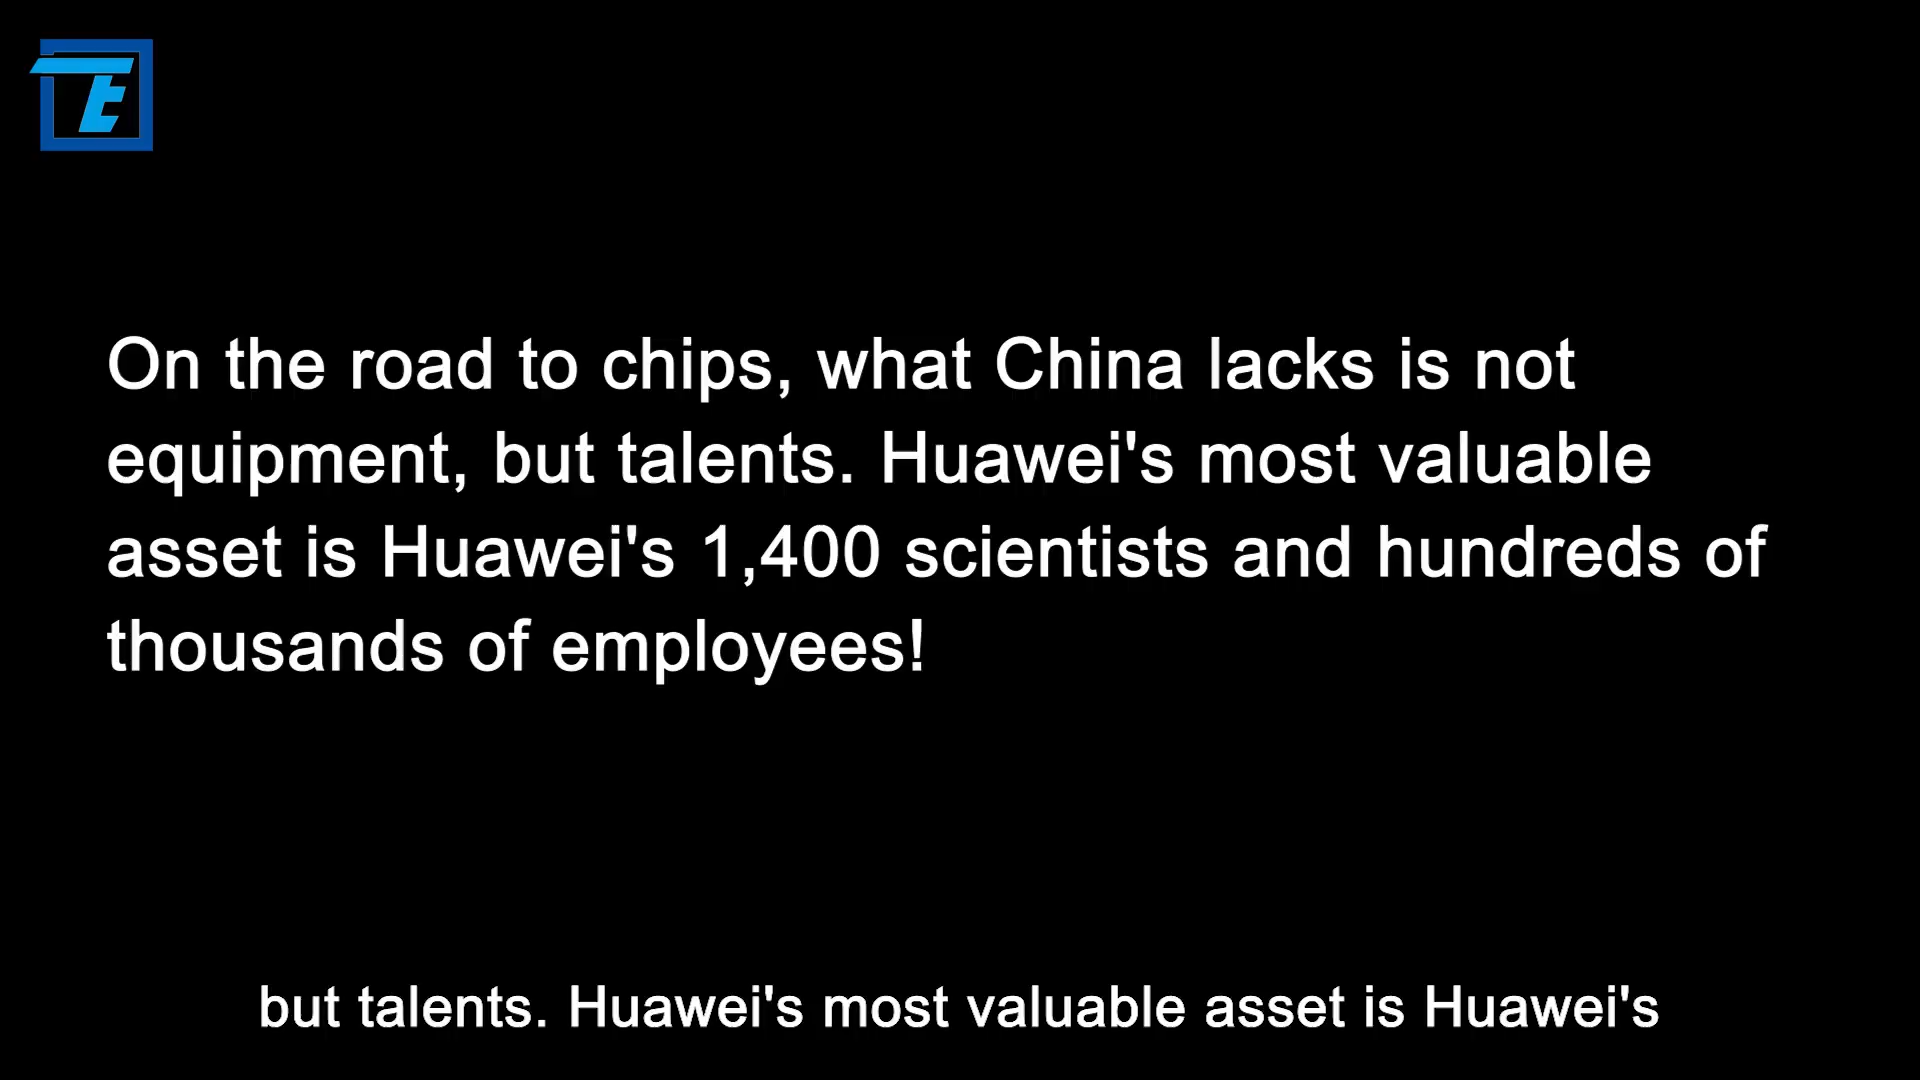 TE
On the road to chips, what China lacks is not
equipment, but talents. Huawei's most valuable
asset is Huawei's 1,400 scientists and hundreds of
thousands of employees!
but talents. Huawei's most valuable asset is Huawei's